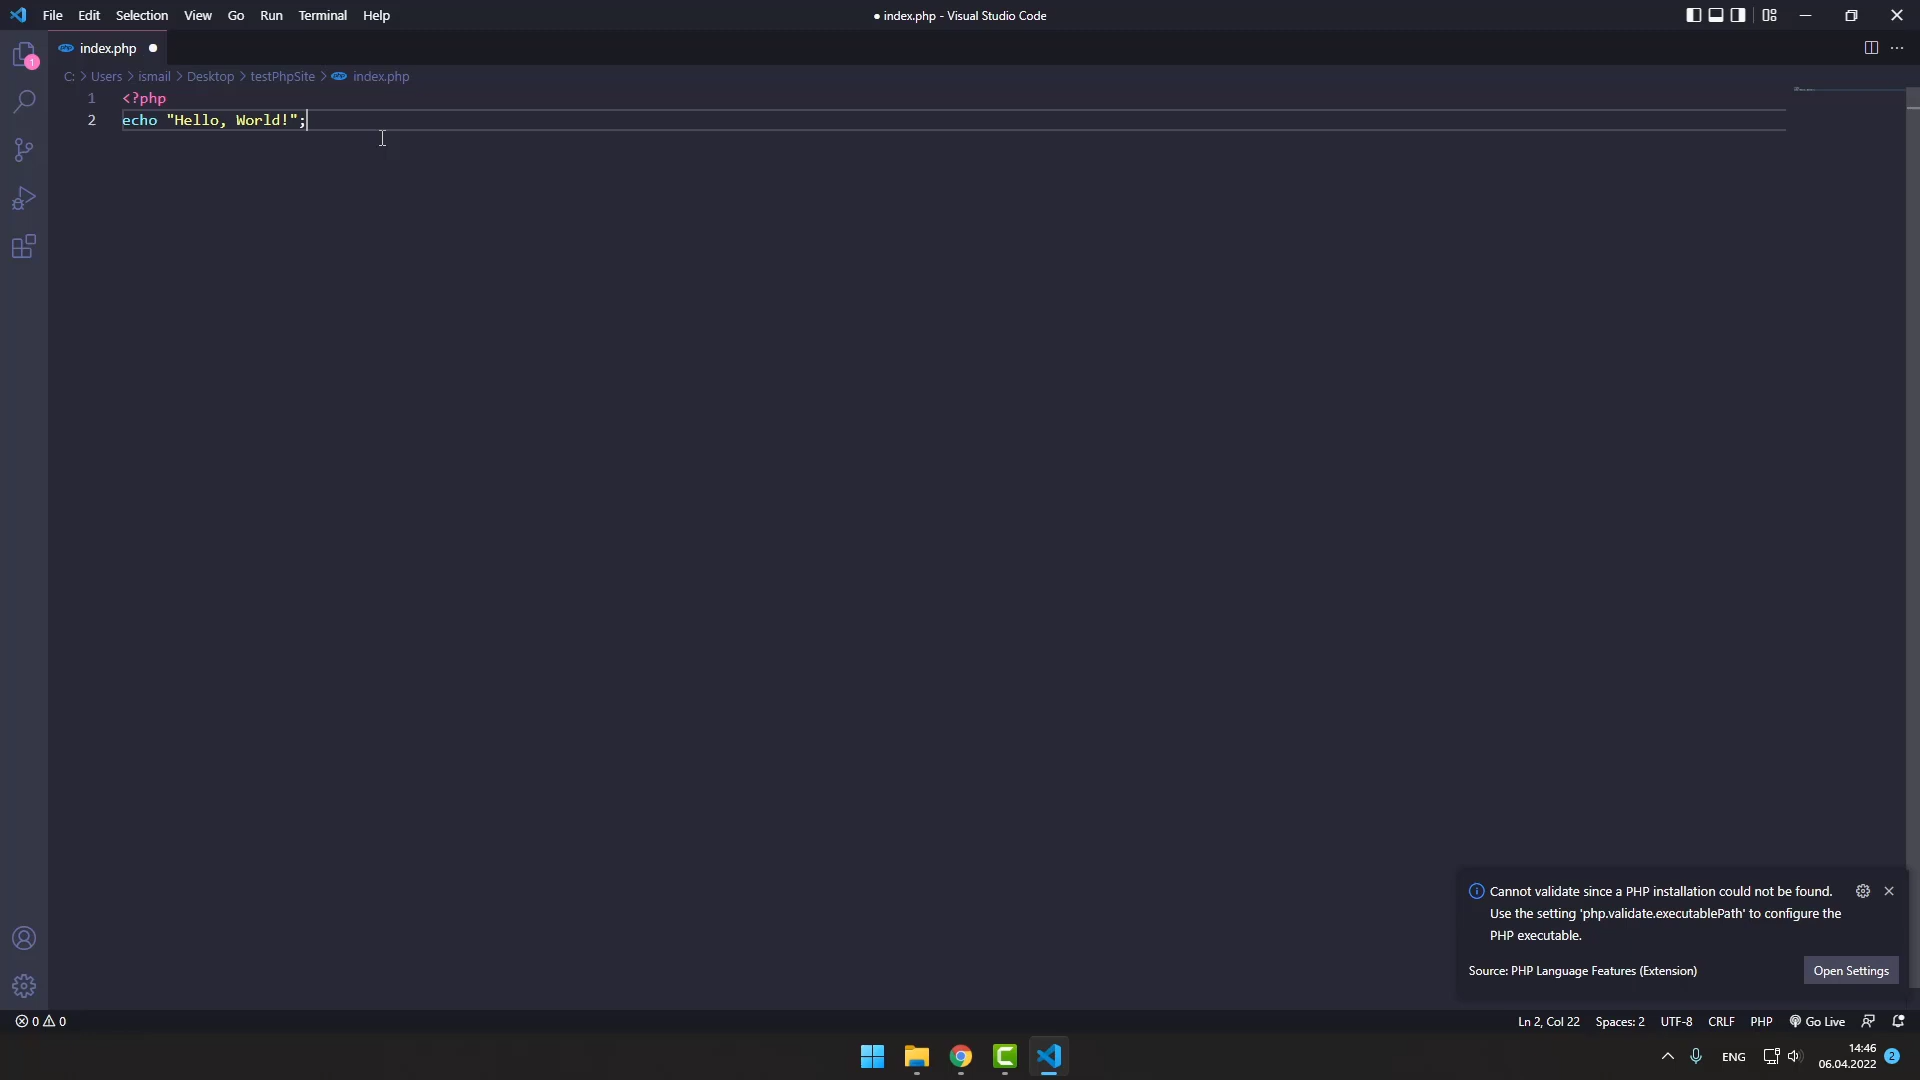 File Edit Selection View Go Run Terminal Help
● index.php - Visual Studio Code
index.php ●
C: > Users > ismail > Desktop > testPhpSite > index.php
1 <?php
2 echo "Hello, World!";
1
Cannot validate since a PHP installation could not be found.
Use the setting 'php.validate.executablePath' to configure the
PHP executable.
Source: PHP Language Features (Extension)
Open Settings
0 0
Ln 2, Col 22 Spaces: 2 UTF-8 CRLF PHP Go Live
ENG
14:46
06.04.2022
2